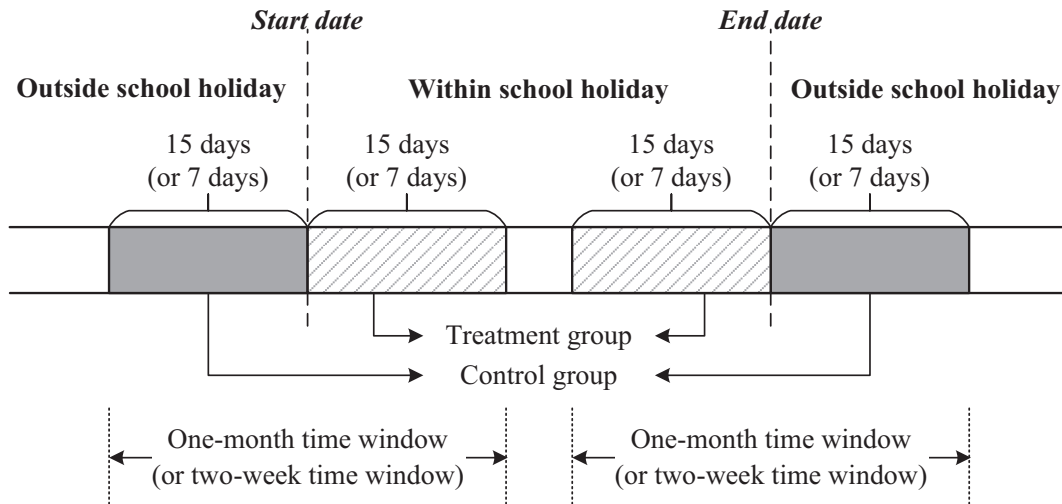 Start date
End date
Outside school holiday
Within school holiday
Outside school holiday
15 days
(or 7 days)
15 days
(or 7 days)
15 days
(or 7 days)
15 days
(or 7 days)
Treatment group
Control group
One-month time window
(or two-week time window)
One-month time window
(or two-week time window)